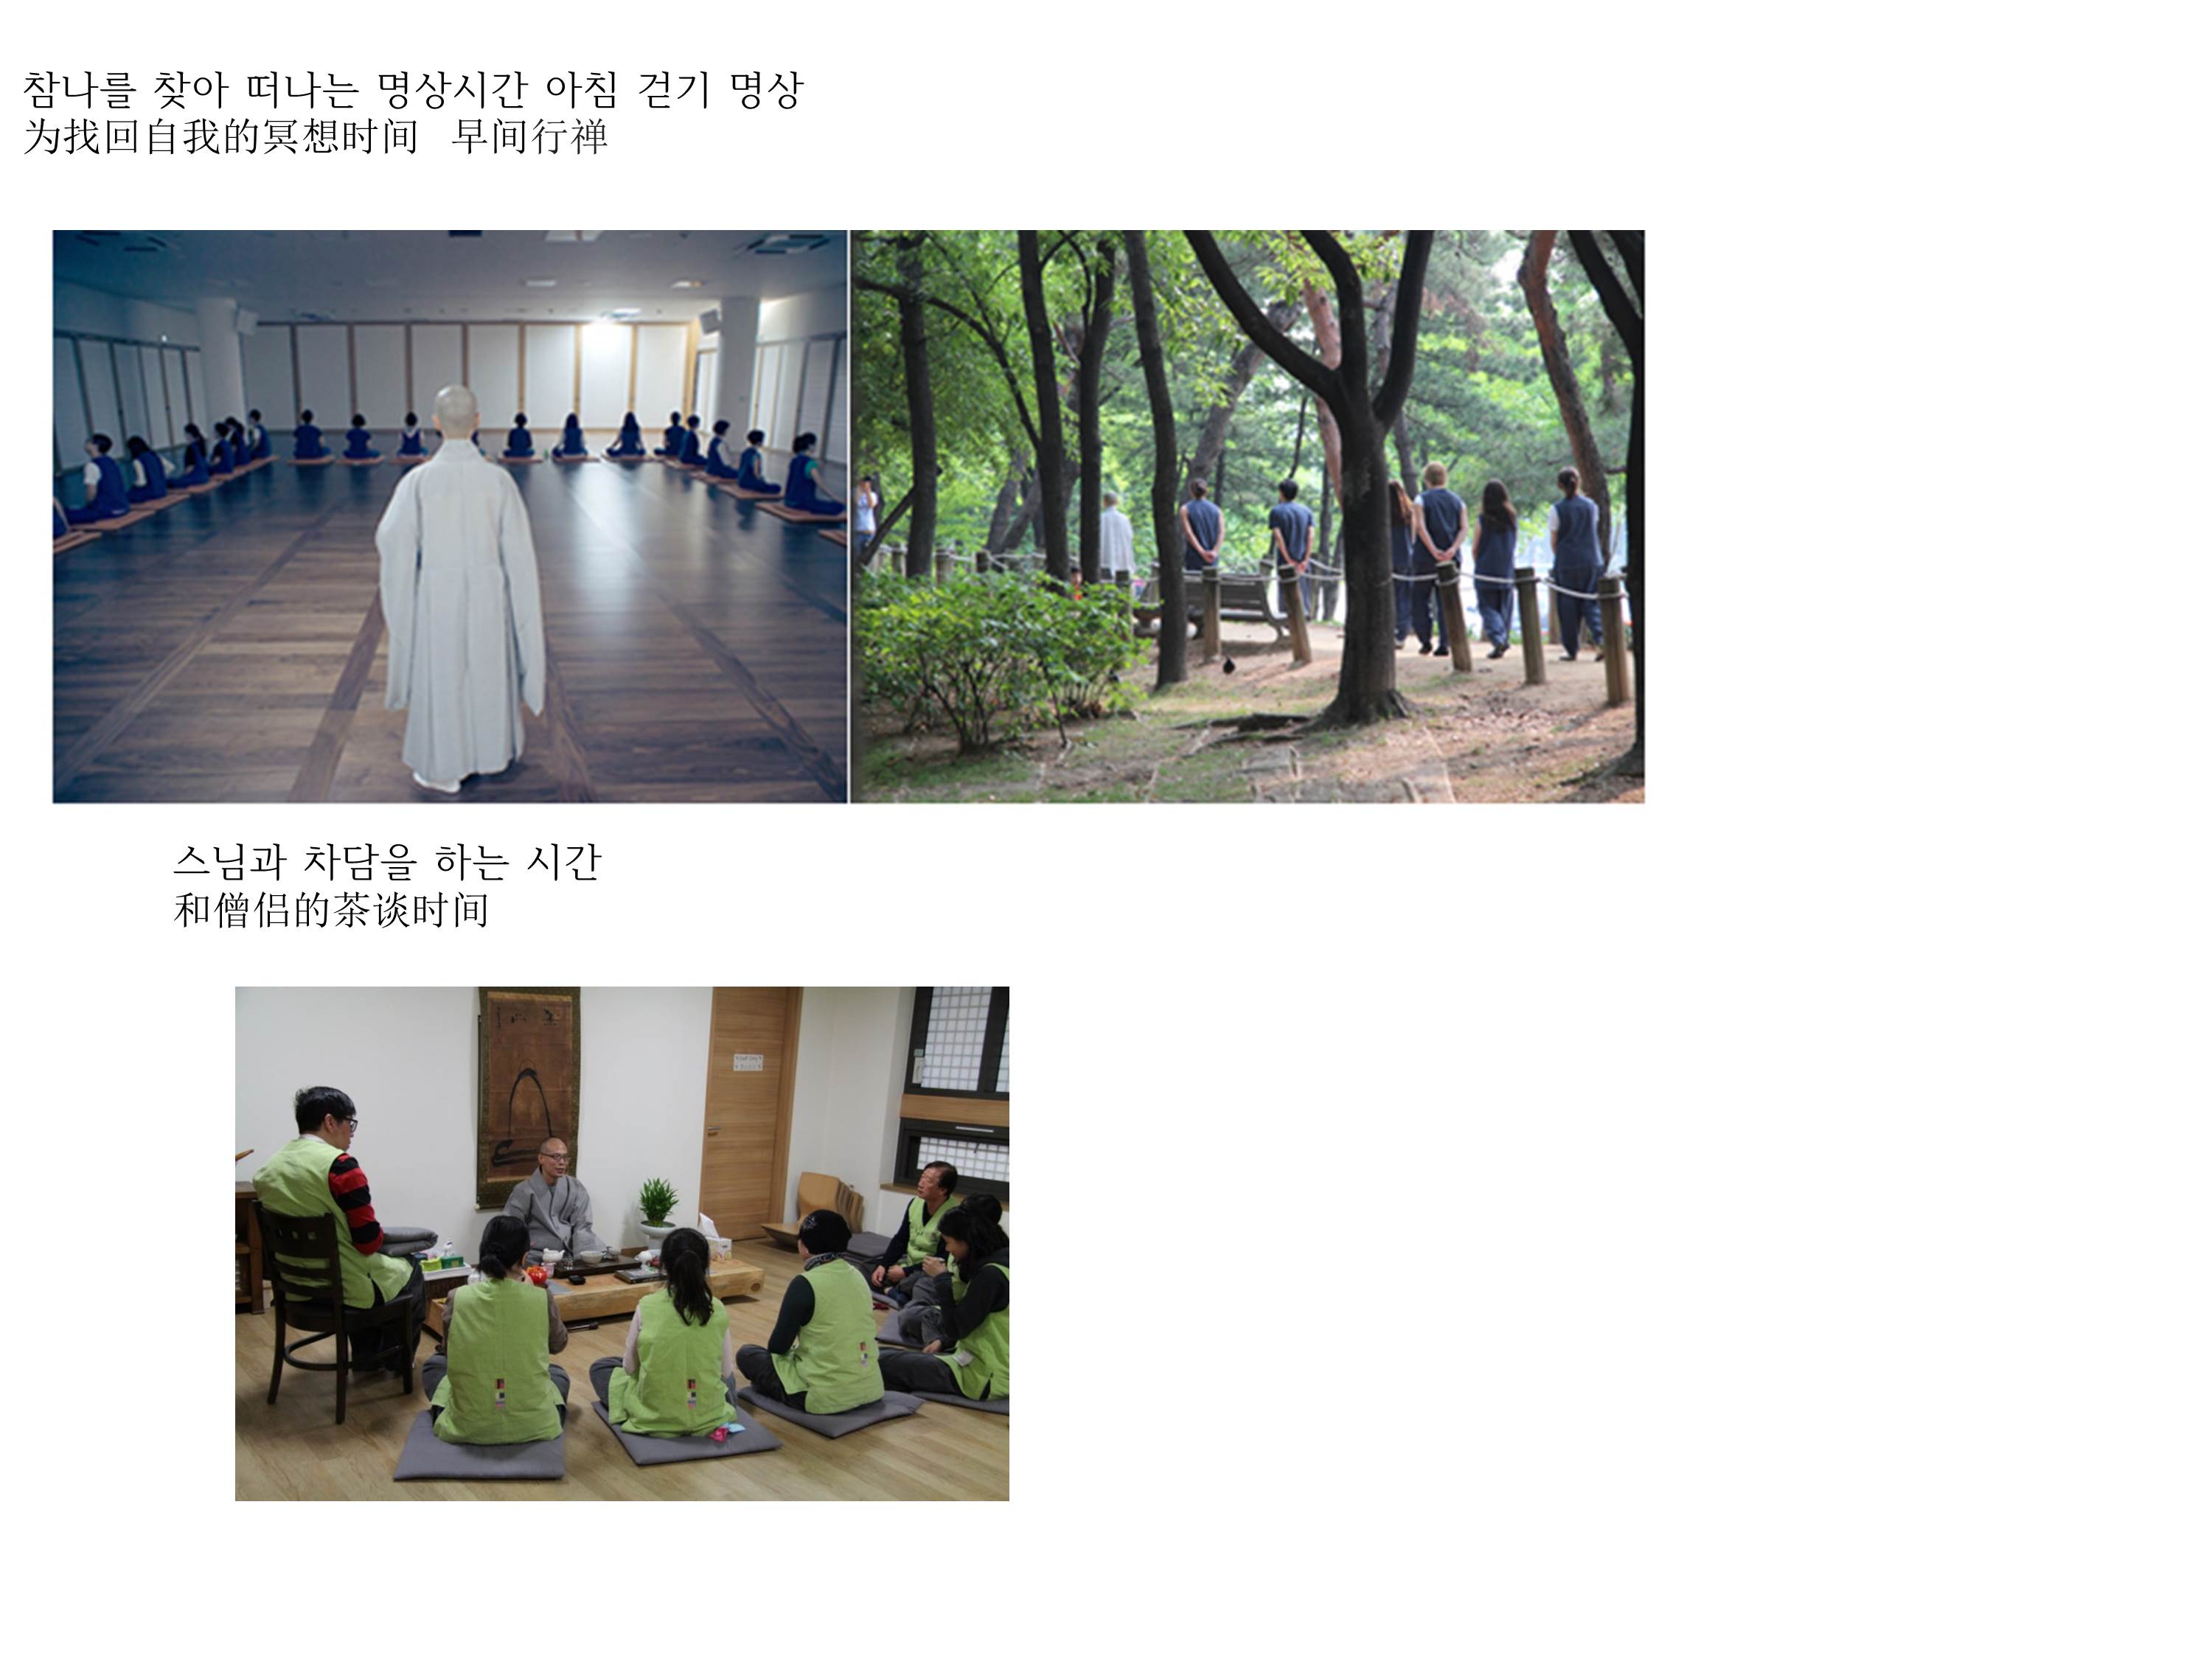 참나를 찾아 떠나는 명상시간 아침 걷기 명상
为找回自我的冥想时间 早间行禅
스님과 차담을 하는 시간
和僧侣的茶谈时间